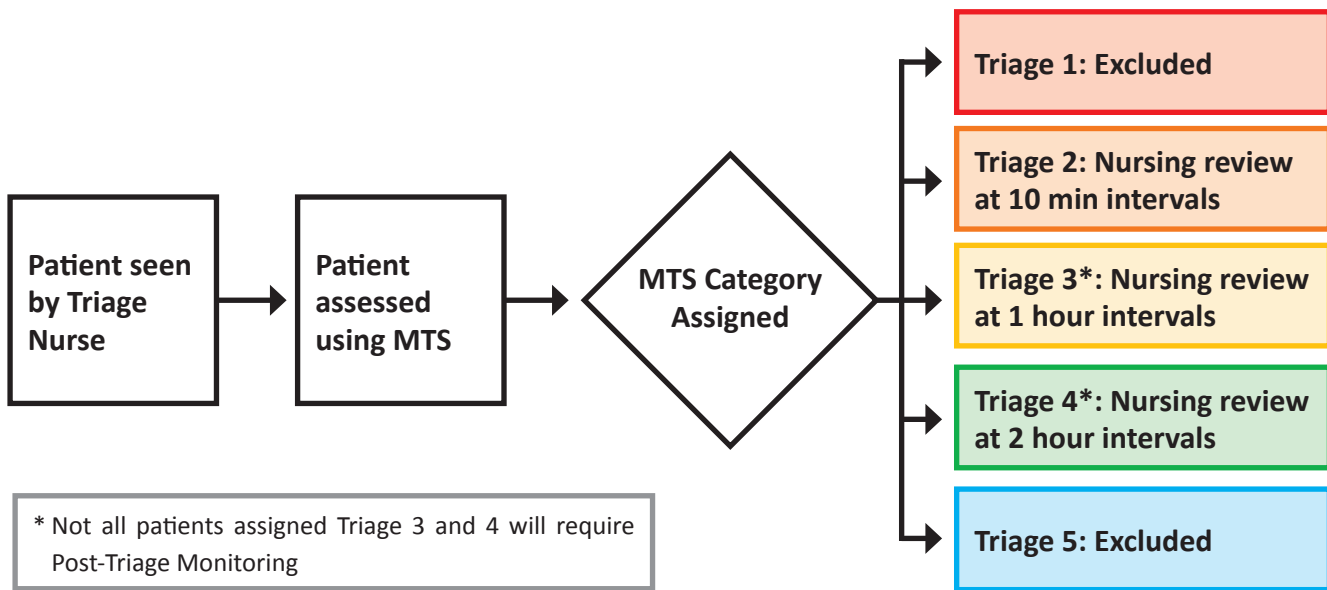 Patient seen
by Triage
Nurse
Patient
assessed
using MTS
MTS Category
Assigned
Triage 1: Excluded
Triage 2: Nursing review
at 10 min intervals
Triage 3*: Nursing review
at 1 hour intervals
Triage 4*: Nursing review
at 2 hour intervals
Triage 5: Excluded
* Not all patients assigned Triage 3 and 4 will require
Post-Triage Monitoring